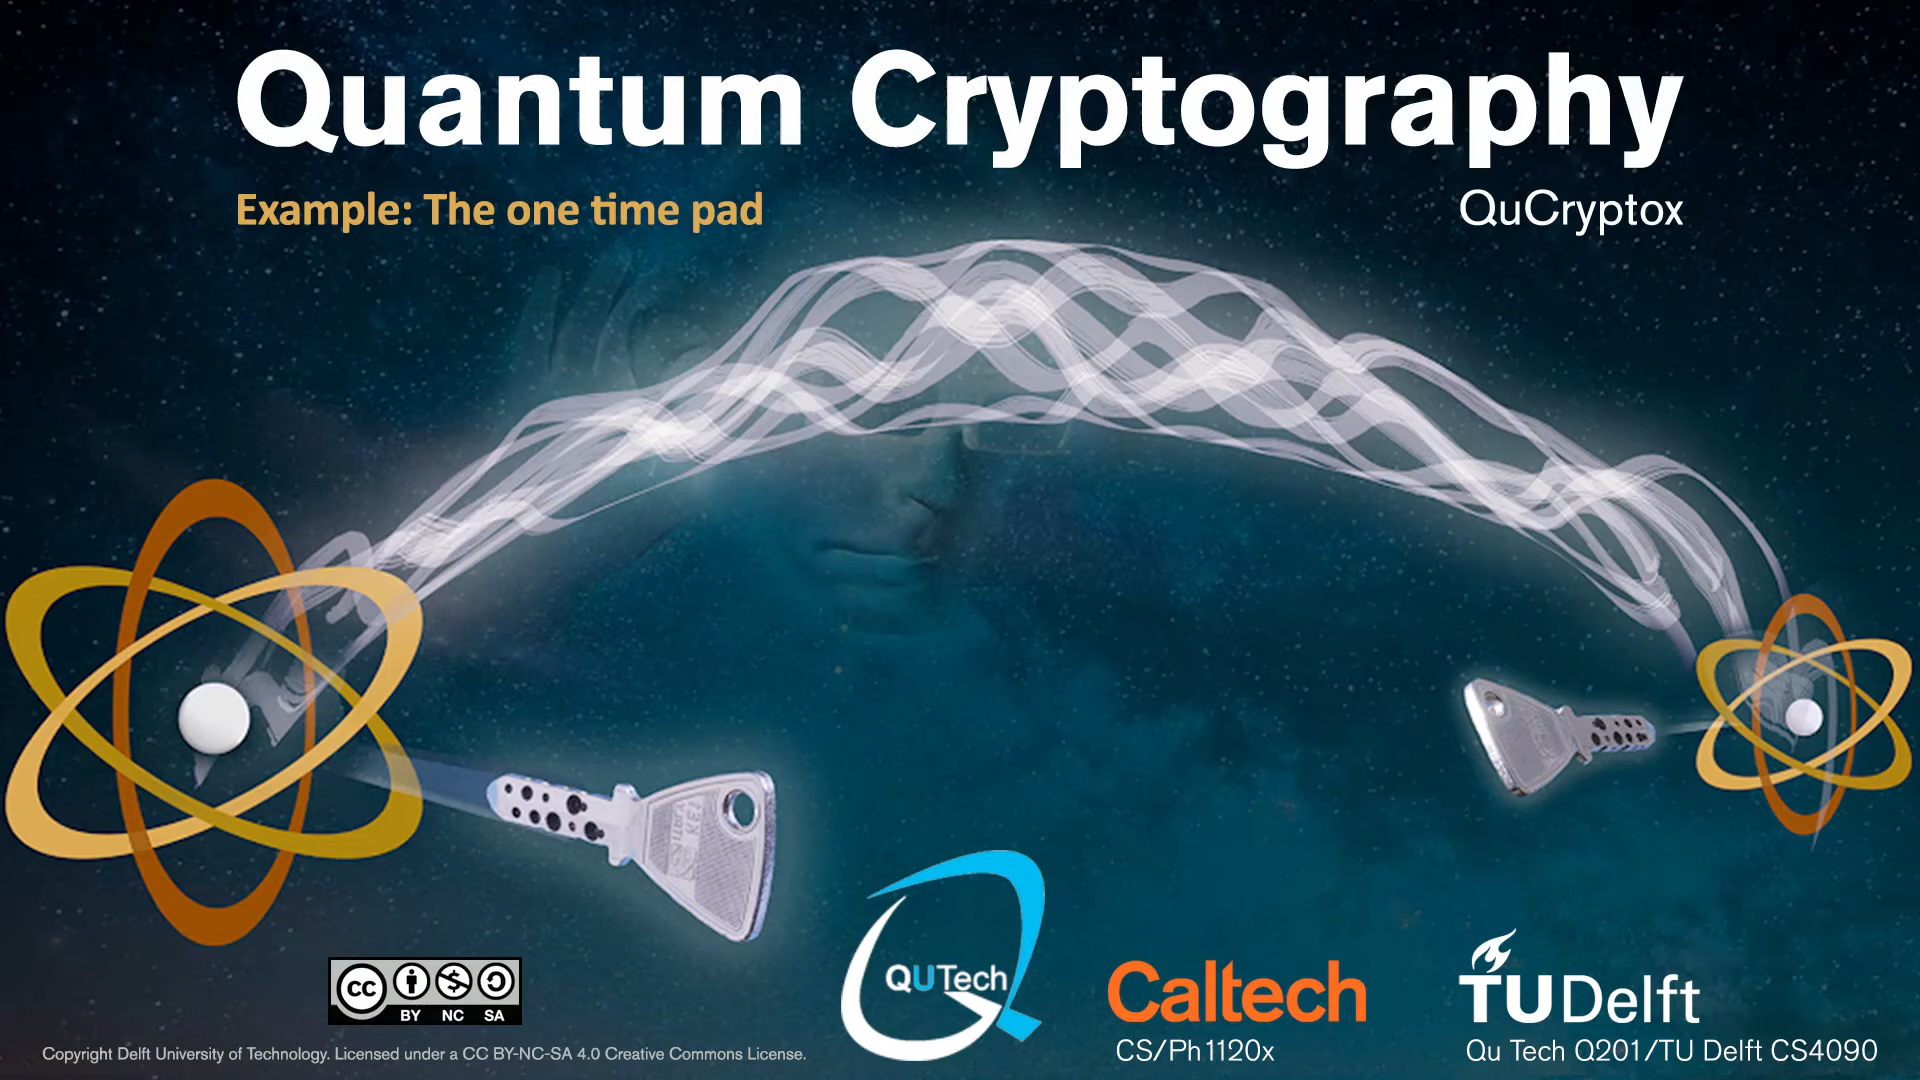 Quantum Cryptography
Example: The one time pad
QuCryptox
KEY
QUTech
Caltech
CS/Ph1120x
TUDelft
Qu Tech Q201/TU Delft CS4090
cc
BY NC SA
Copyright Delft University of Technology. Licensed under a CC BY-NC-SA 4.0 Creative Commons License.